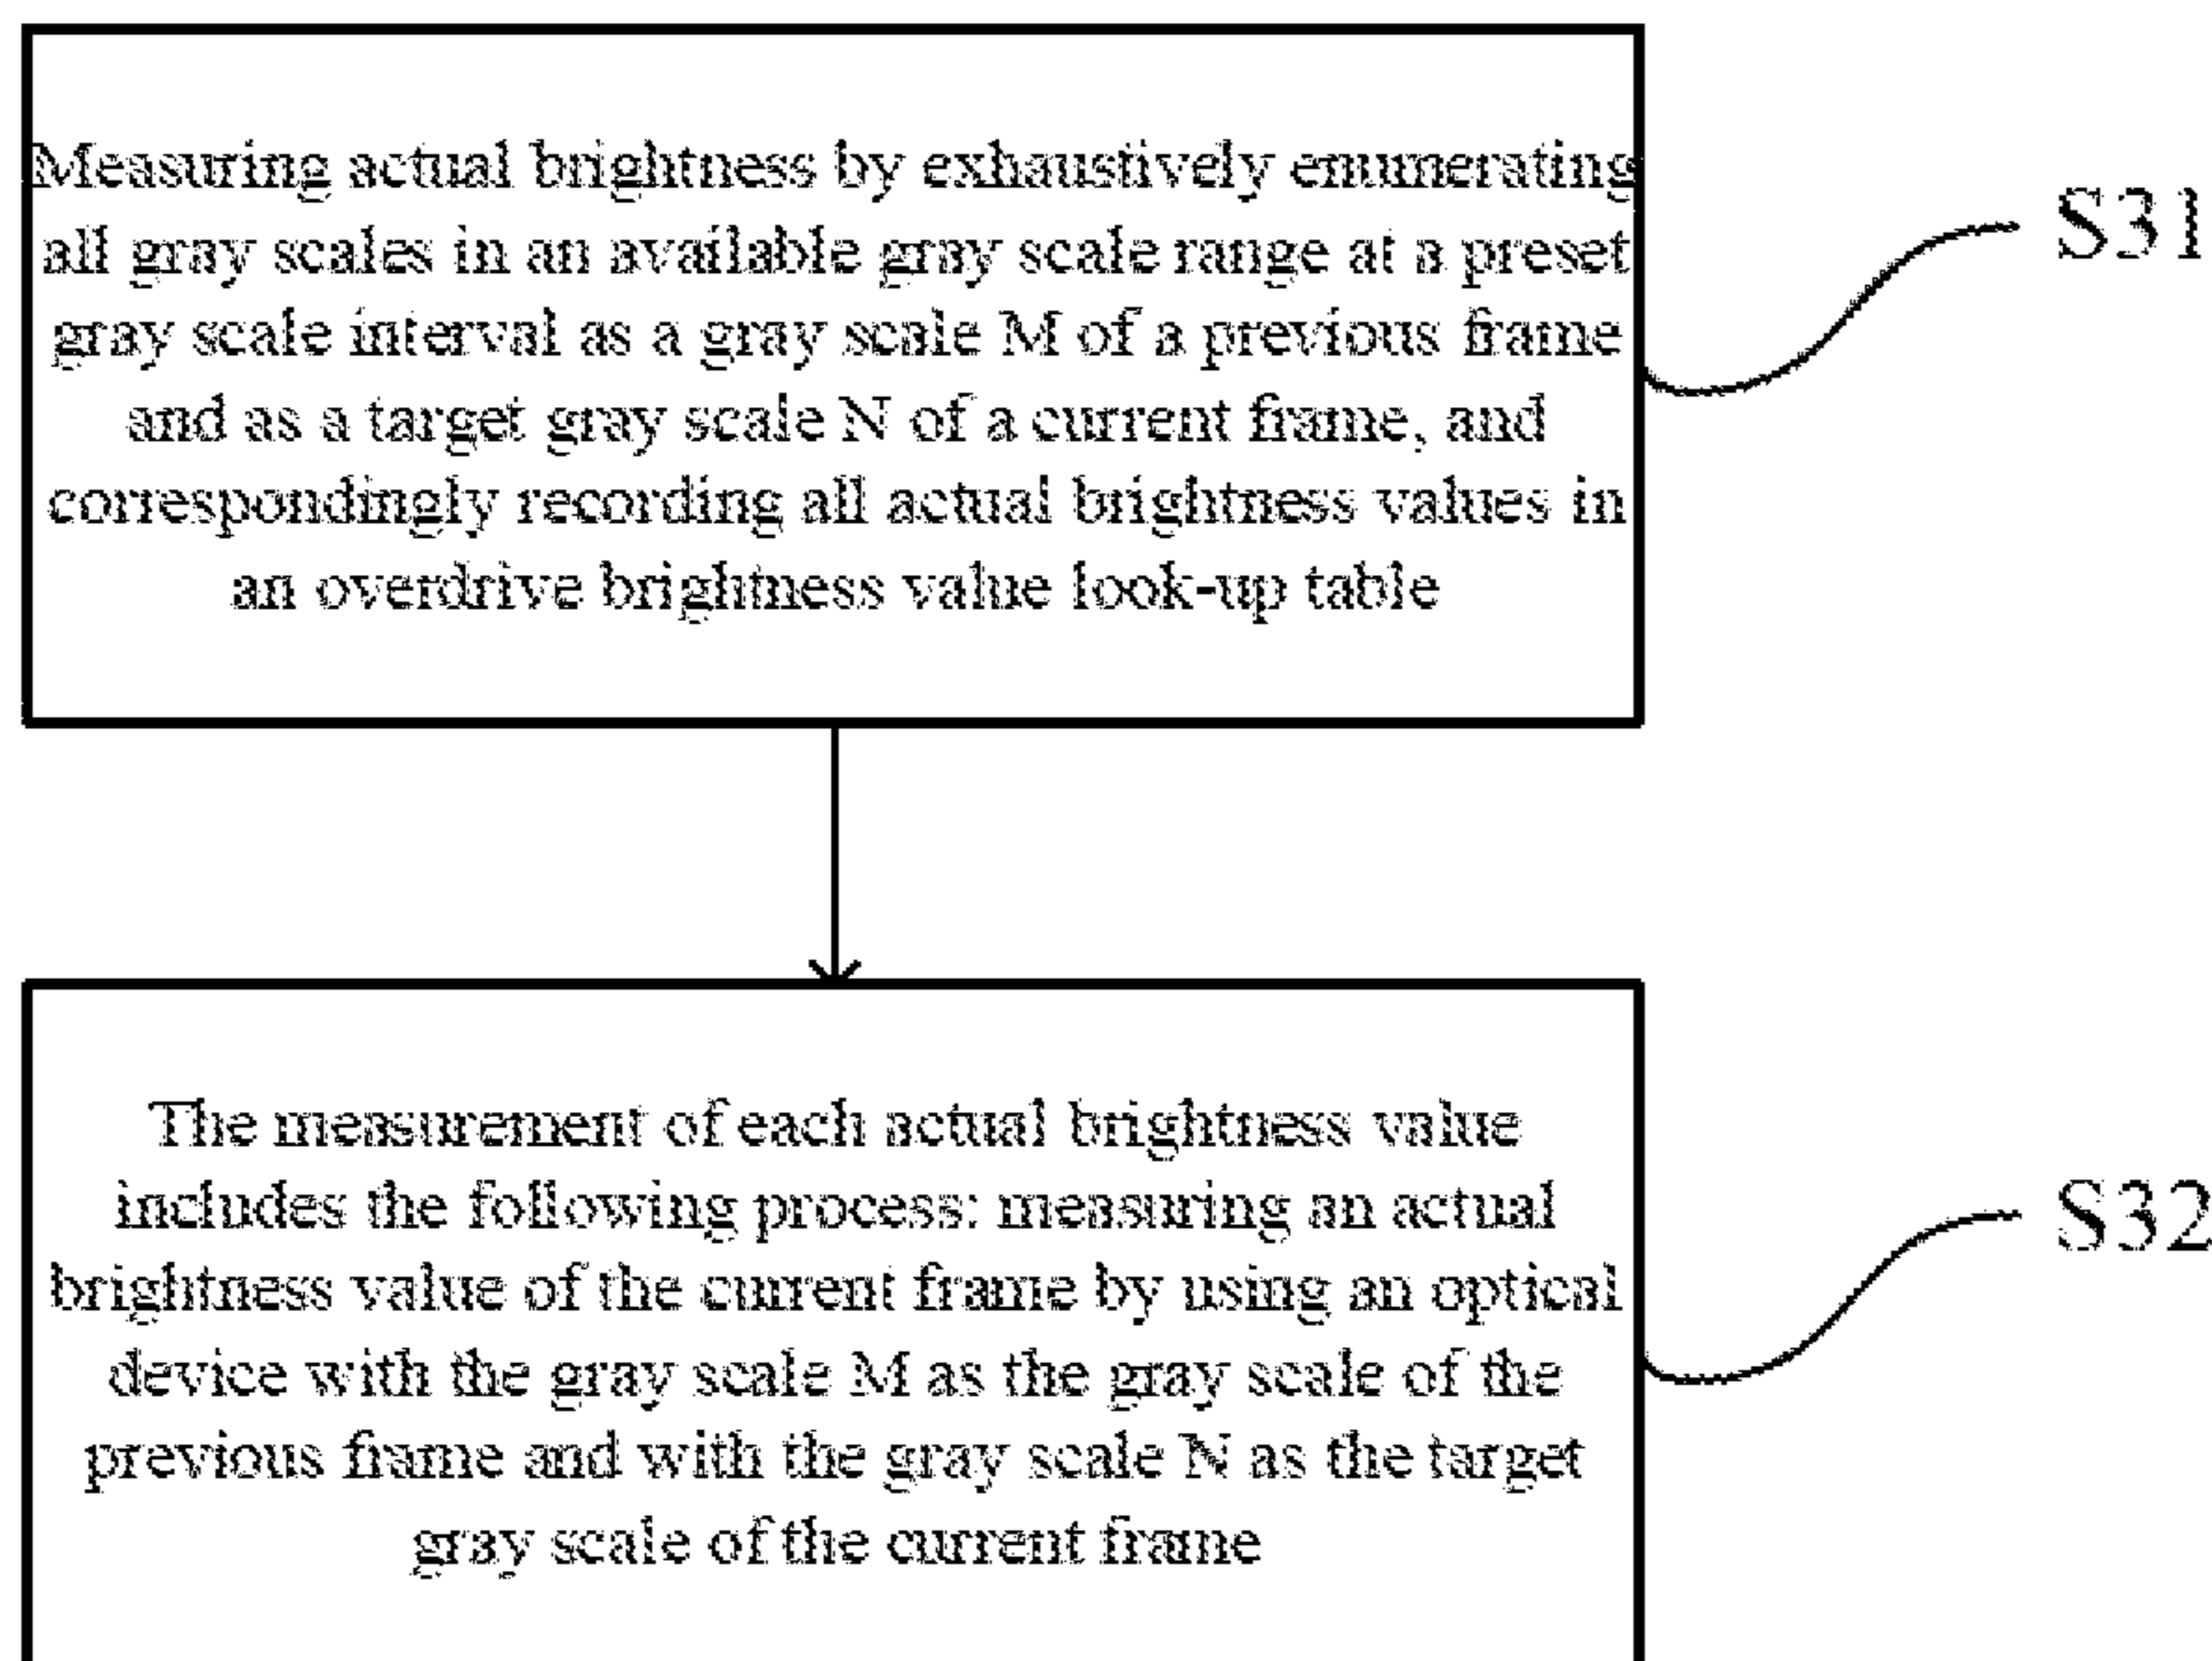 Measuring actual brightness by exhaustively enumerating
all gray scales in an available gray scale range at a preset
gray scale interval as a gray scale M of a previous frame
and as a target gray scale N of a current frame, and
correspondingly recording all actual brightness values in
an overdrive brightness value look-up table
S31
The measurement of each actual brightness value
includes the following process: measuring an actual
brightness value of the current frame by using an optical
device with the gray scale M as the gray scale of the
previous frame and with the gray scale N as the target
gray scale of the current frame
S32